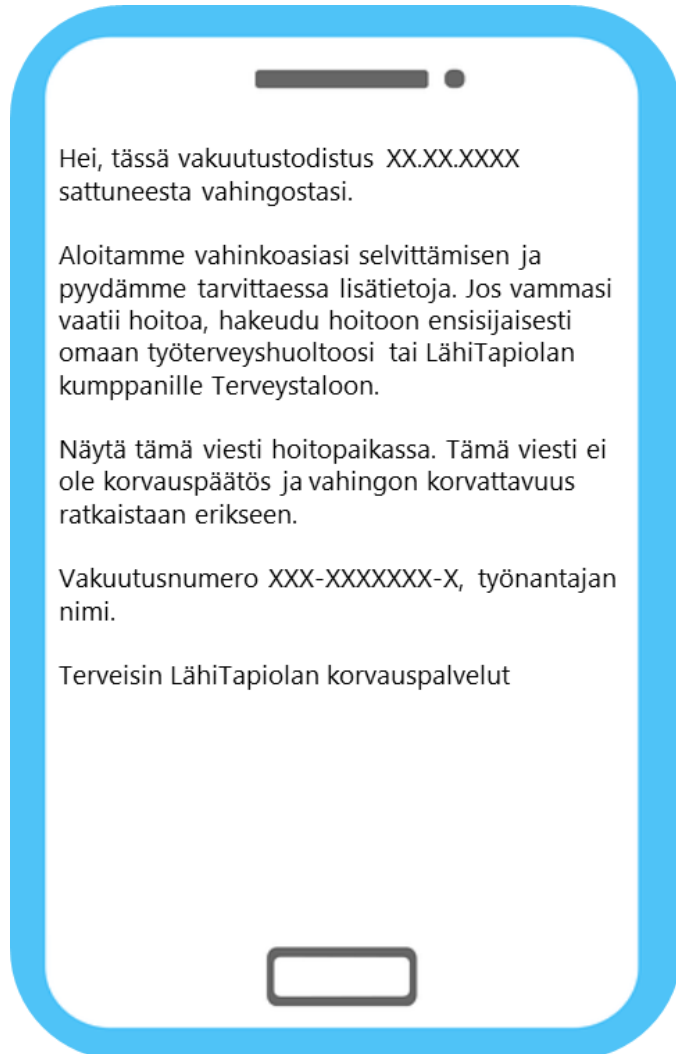 Hei, tässä vakuutustodistus XX.XX.XXXX
sattuneesta vahingostasi.
Aloitamme vahinkoasiasi selvittämisen ja
pyydämme tarvittaessa lisätietoja. Jos vammasi
vaatii hoitoa, hakeudu hoitoon ensisijaisesti
omaan työterveyshuoltoosi tai LähiTapiolan
kumppanille Terveystaloon.
Näytä tämä viesti hoitopaikassa. Tämä viesti ei
ole korvauspäätös ja vahingon korvattavuus
ratkaistaan erikseen.
Vakuutusnumero XXX-XXXXXXX-X, työnantajan
nimi.
Terveisin LähiTapiolan korvauspalvelut